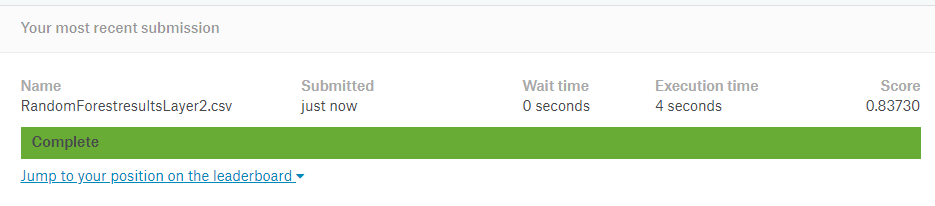 Your most recent submission
Name Submitted Wait time Execution time Score
RandomForestresultsLayer2.csv just now 0 seconds 4 seconds 0.83730
Complete
Jump to your position on the leaderboard